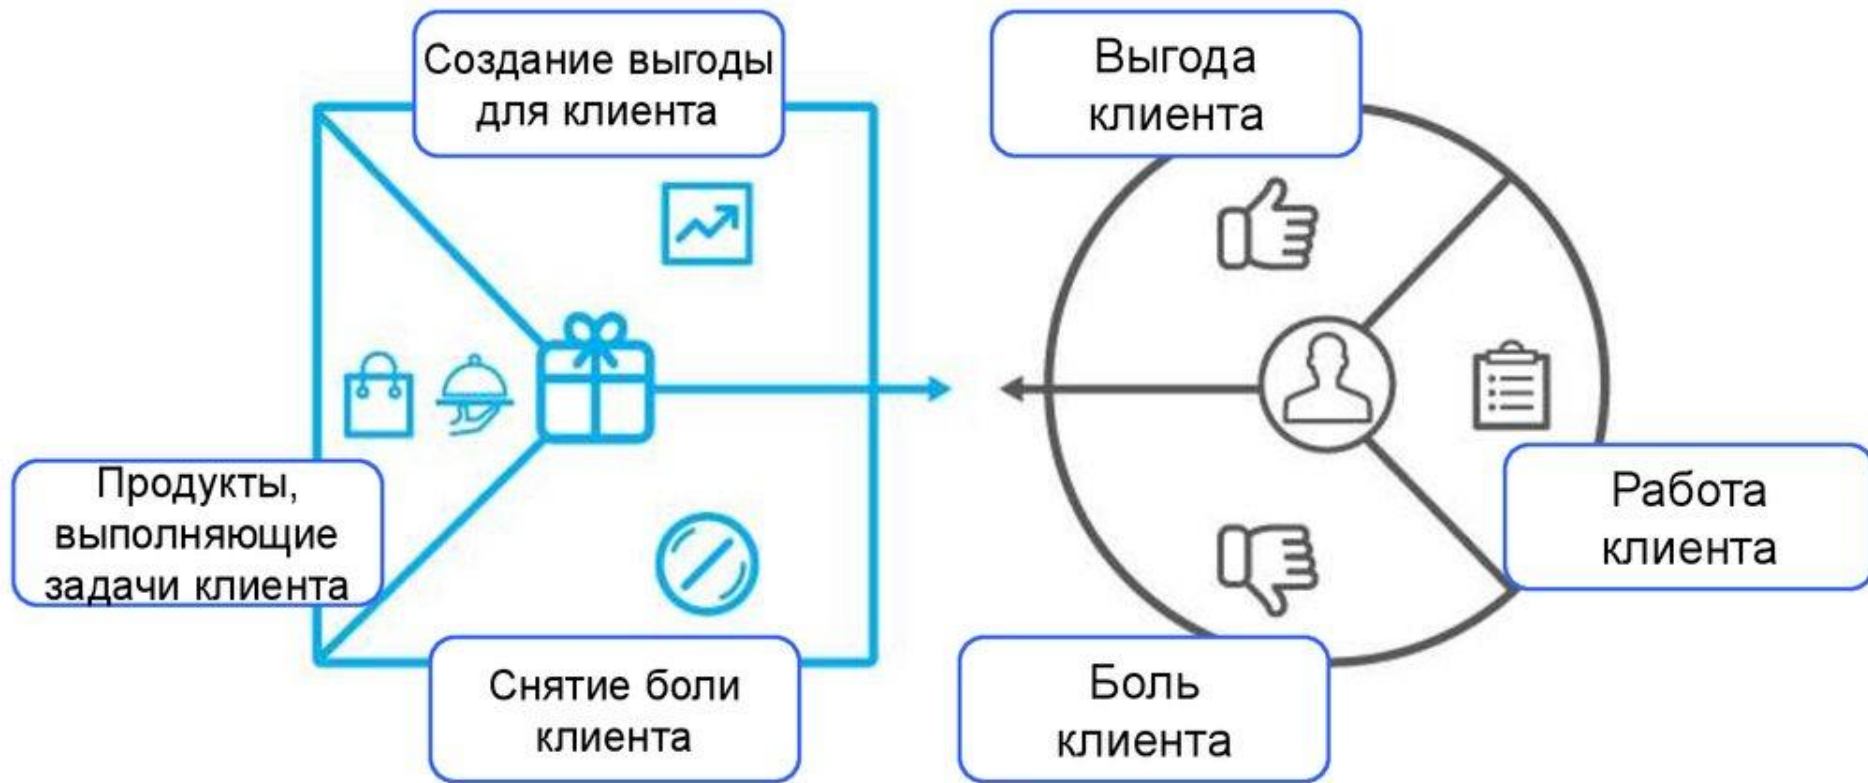 Создание выгоды
для клиента
Выгода
клиента
Продукты,
выполняющие
задачи клиента
Работа
клиента
Снятие боли
клиента
Боль
клиента